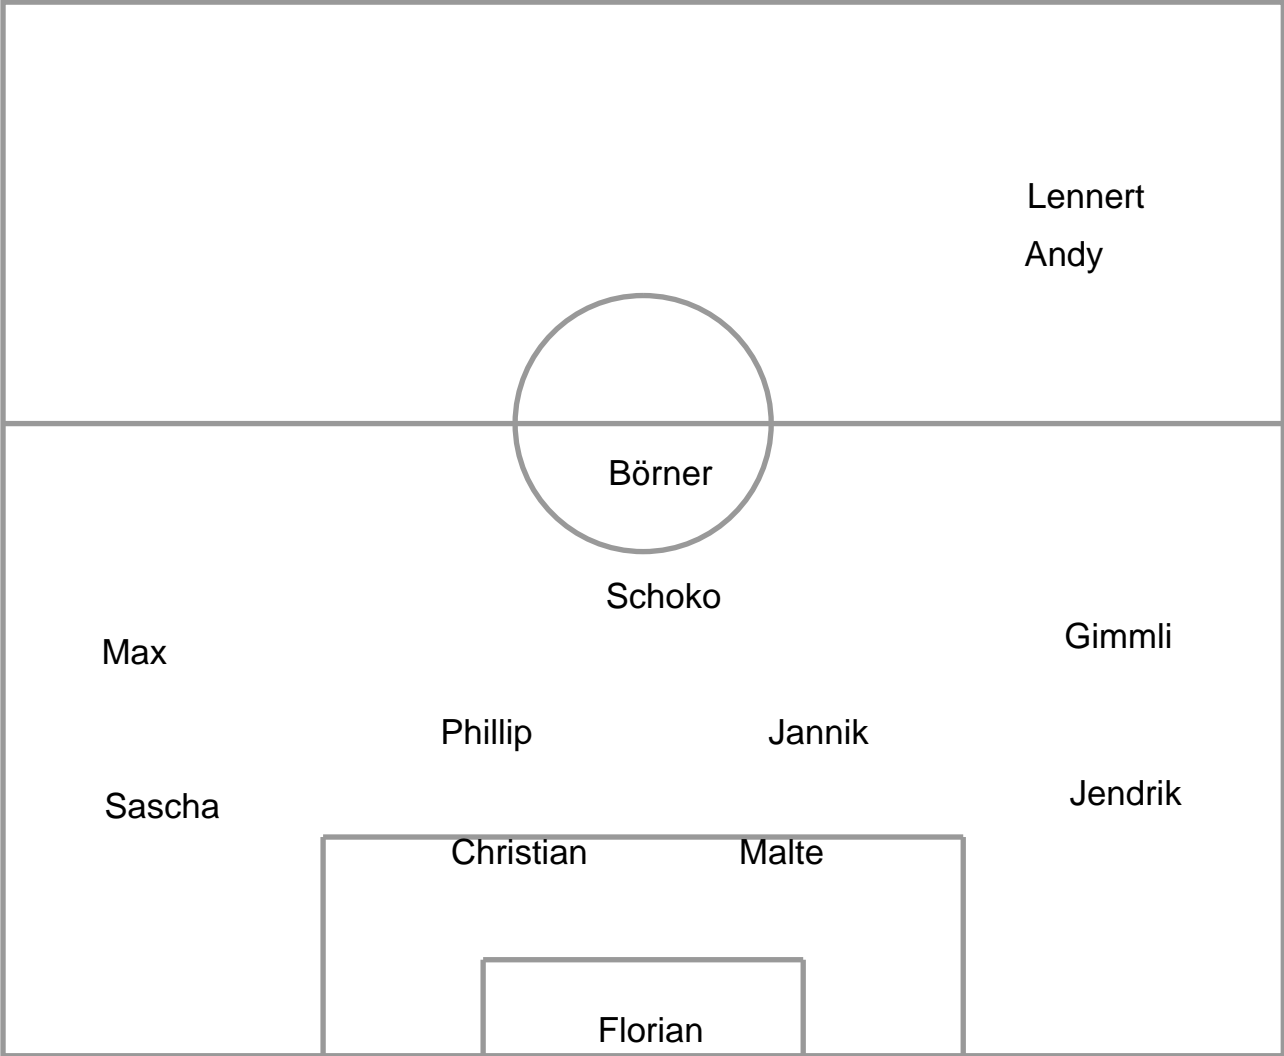 Lennert
Andy
Börner
Schoko
Gimmli
Max
Phillip
Jannik
Jendrik
Sascha
Christian
Malte
Florian